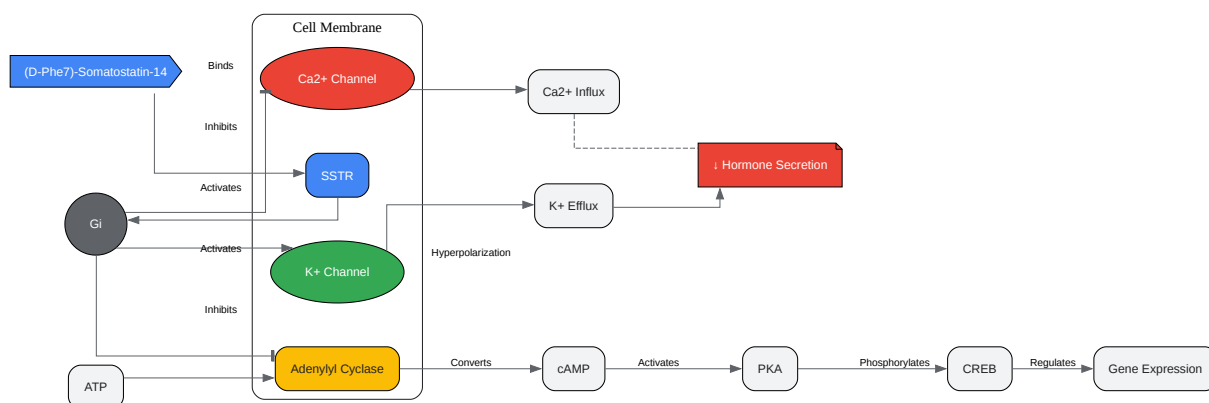 Cell Membrane
(D-Phe7)-Somatostatin-14
Binds
Ca2+ Channel
Ca2+ Influx
Inhibits
↓ Hormone Secretion
SSTR
Activates
K+ Efflux
Gi
Activates
Hyperpolarization
K+ Channel
Inhibits
Adenylyl Cyclase
Converts
cAMP
Activates
PKA
Phosphorylates
CREB
Regulates
Gene Expression
ATP